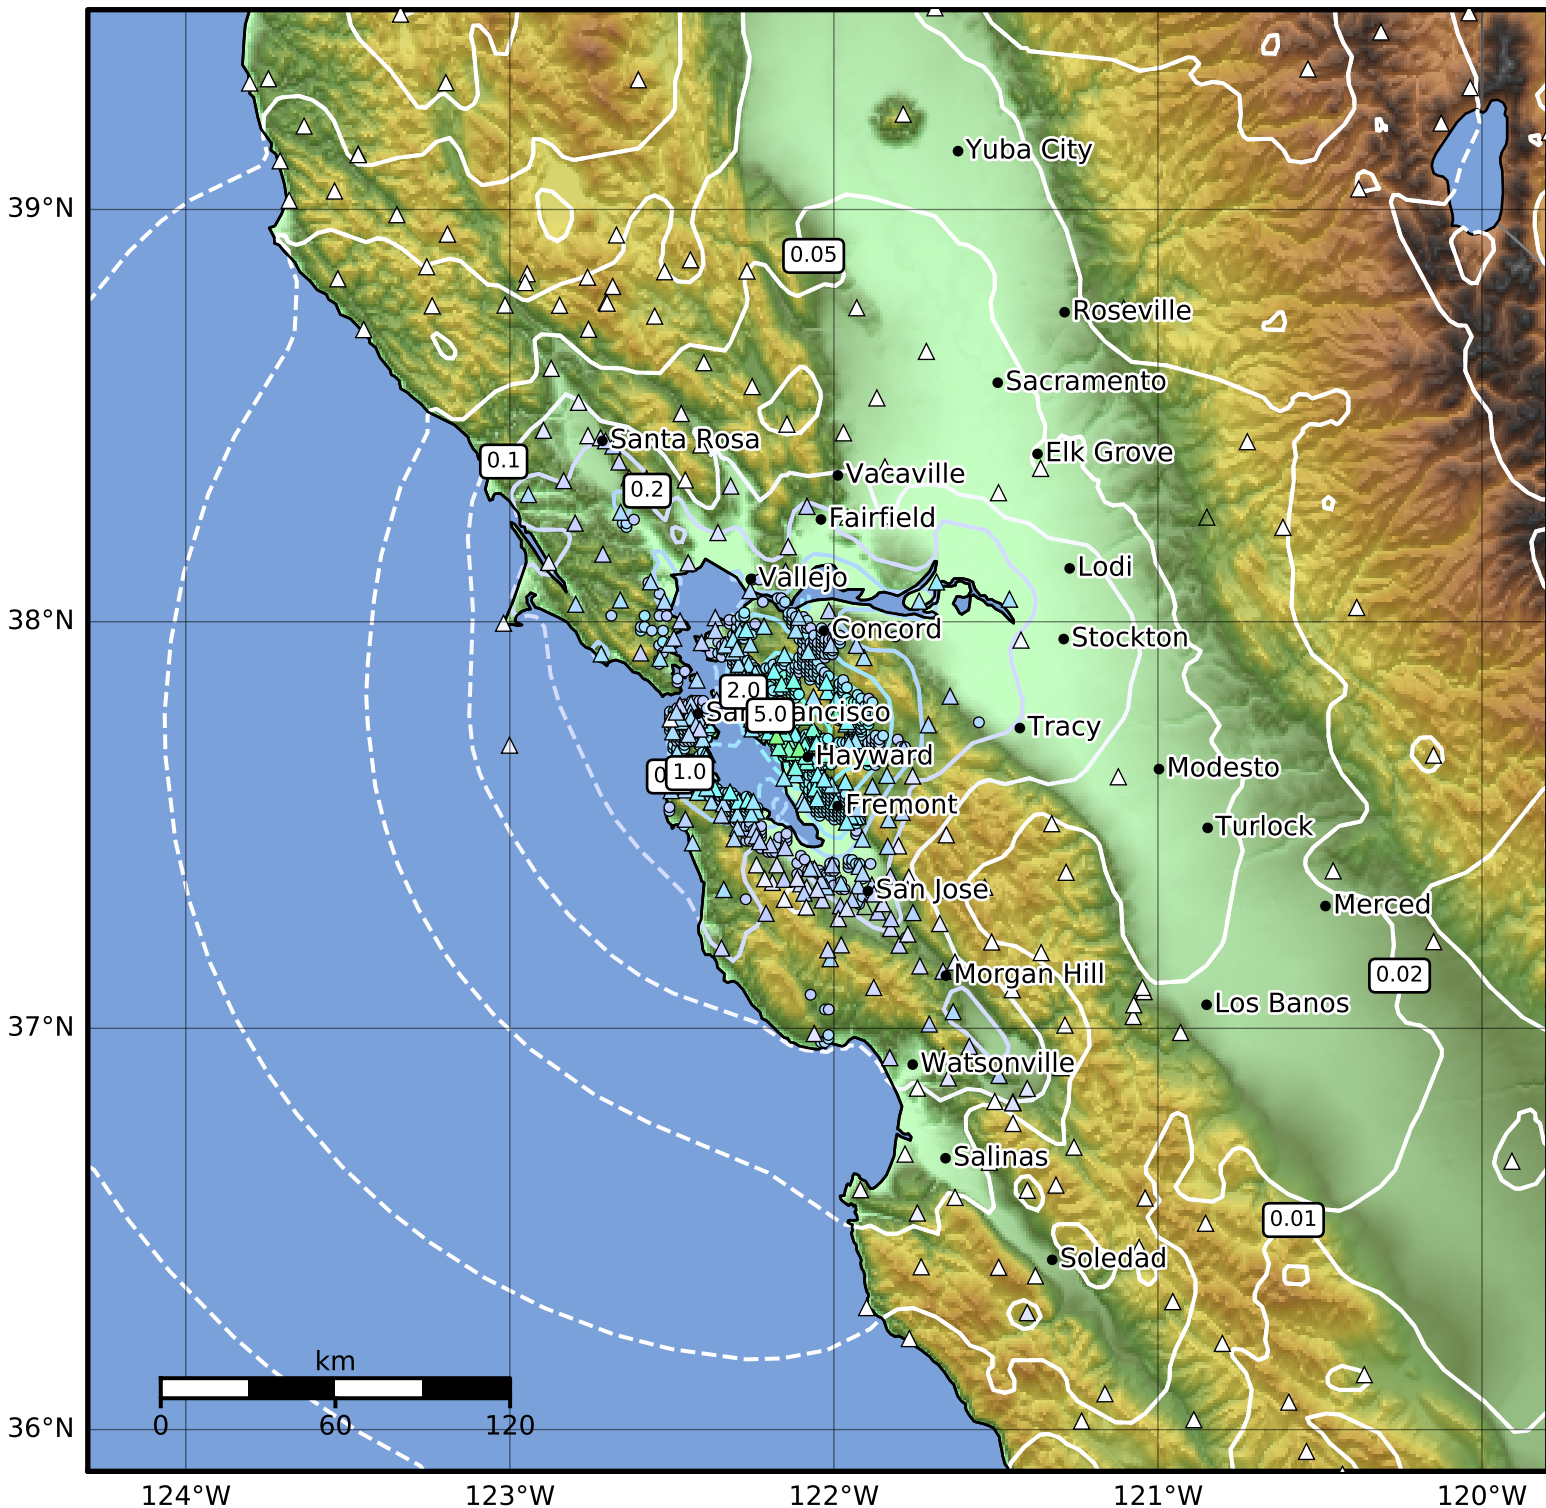 Yuba City
39°N
0.05
Roseville
Sacramento
Santa Rosa
Elk Grove
0.1
Vacaville
0.2
Fairfield
Lodi
Vallejo
38°N
Concord
Stockton
2.0
San Francisco
5.0
Tracy
Hayward
Modesto
1.0
Fremont
Turlock
San Jose
Merced
Morgan Hill
0.02
Los Banos
37°N
Watsonville
Salinas
0.01
Soledad
km
0 60 120
36°N
124°W 123°W 122°W 121°W 120°W